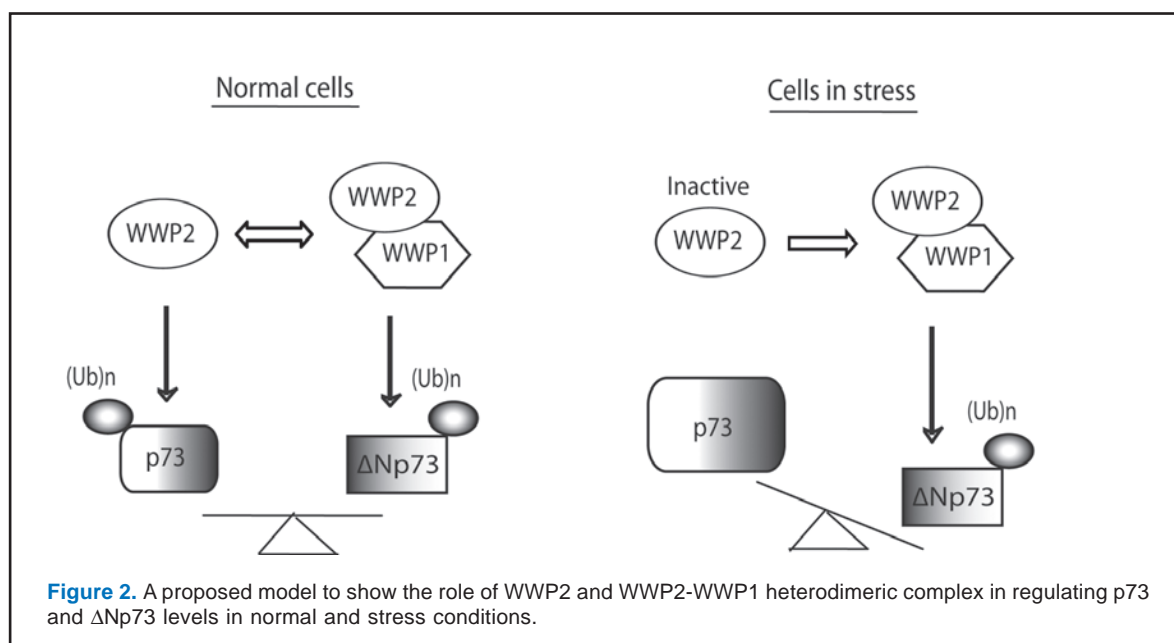 Normal cells
Cells in stress
WWP2
WWP2
WWP1
Inactive
WWP2
WWP2
WWP1
(Ub)n
p73
(Ub)n
ΔNp73
p73
(Ub)n
ΔNp73
Figure 2. A proposed model to show the role of WWP2 and WWP2-WWP1 heterodimeric complex in regulating p73
and ΔNp73 levels in normal and stress conditions.